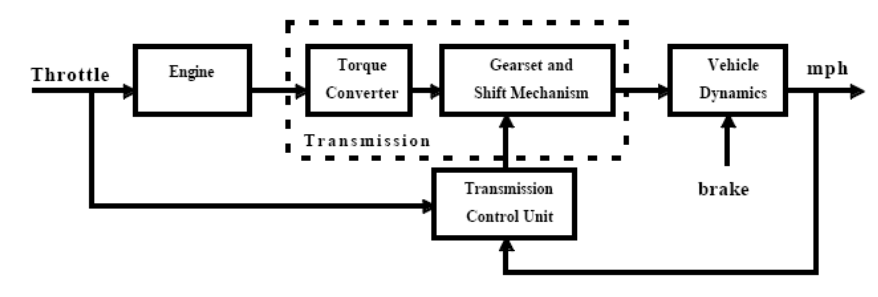 Throttle
Engine
Torque
Converter
Gearset and
Shift Mechanism
Vehicle
Dynamics
mph
Transmission
brake
Transmission
Control Unit